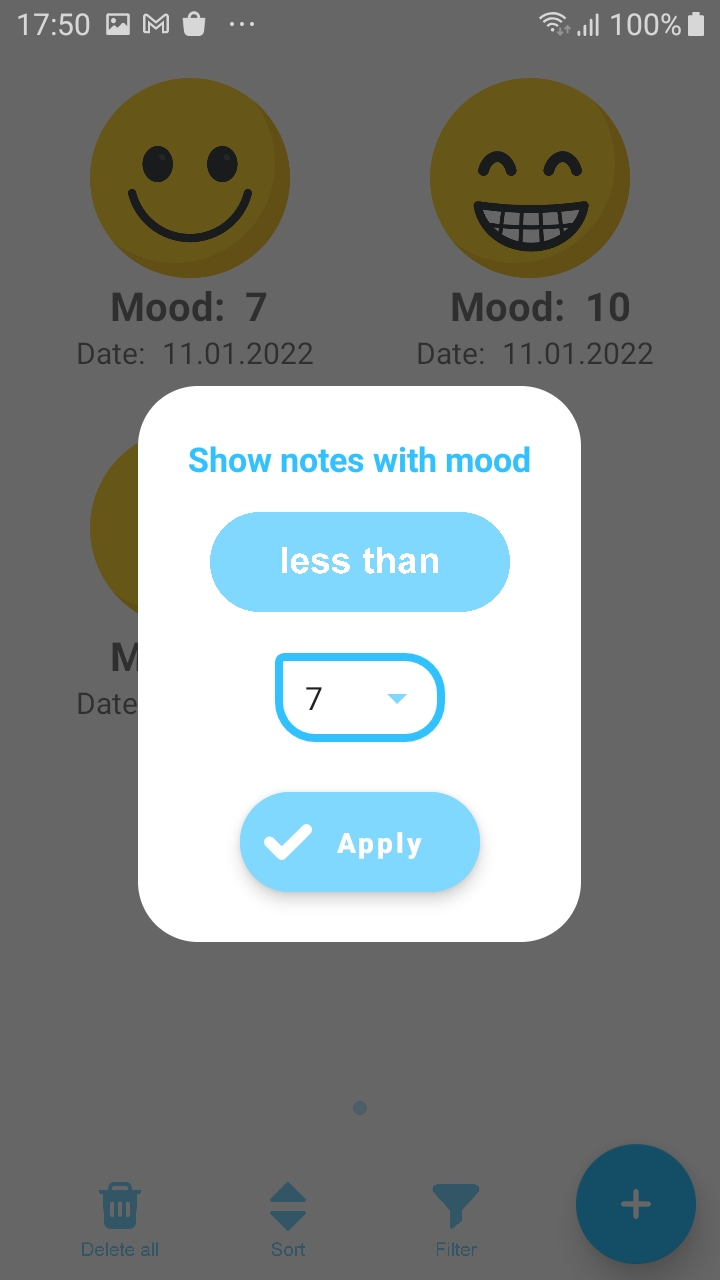 17:50 100%
Mood: 7 Mood: 10
Date: 11.01.2022 Date: 11.01.2022
Show notes with mood
less than
7
Apply
Date
Delete all Sort Filter